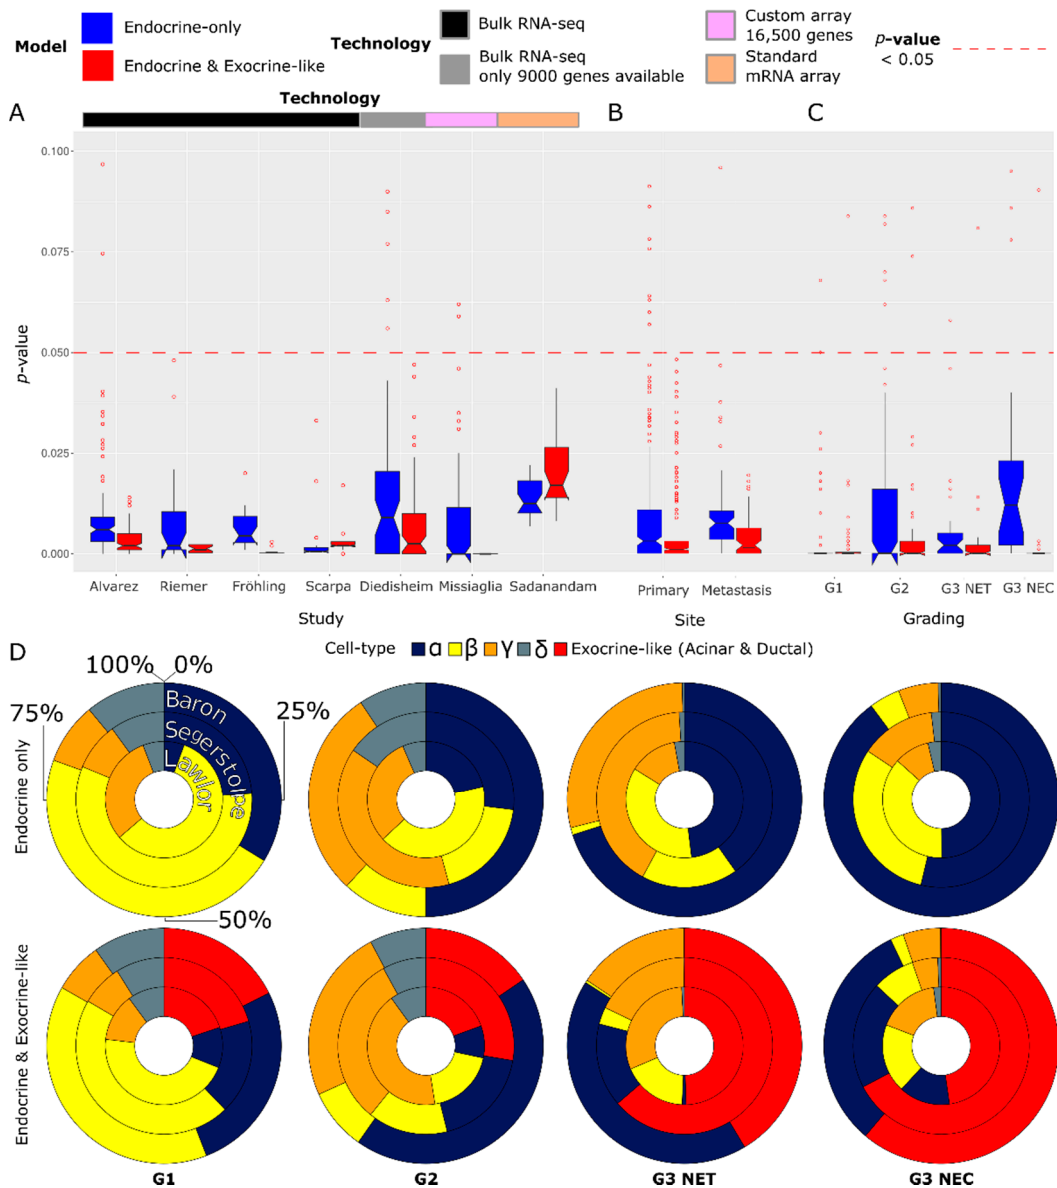 Model
Endocrine-only
Endocrine & Exocrine-like
Technology
Bulk RNA-seq
Bulk RNA-seq
only 9000 genes available
Custom array
16,500 genes
Standard
mRNA array
p-value
< 0.05
Technology
A
B
C
0.100
0.075
0.050
0.025
0.000
p-value
Alvarez
Riemer
Fröhling
Scarpa
Diedisheim
Missiaglia
Sadanandam
Primary
Metastasis
G1
G2
G3 NET
G3 NEC
Study
Site
Grading
D
Cell-type α β γ δ Exocrine-like (Acinar & Ductal)
100%
0%
75%
25%
50%
Baron
Segerstolpe
Lawlor
Endocrine only
Endocrine & Exocrine-like
G1
G2
G3 NET
G3 NEC